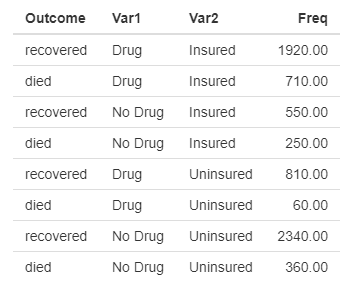 Outcome Var1 Var2 Freq
recovered Drug Insured 1920.00
died Drug Insured 710.00
recovered No Drug Insured 550.00
died No Drug Insured 250.00
recovered Drug Uninsured 810.00
died Drug Uninsured 60.00
recovered No Drug Uninsured 2340.00
died No Drug Uninsured 360.00